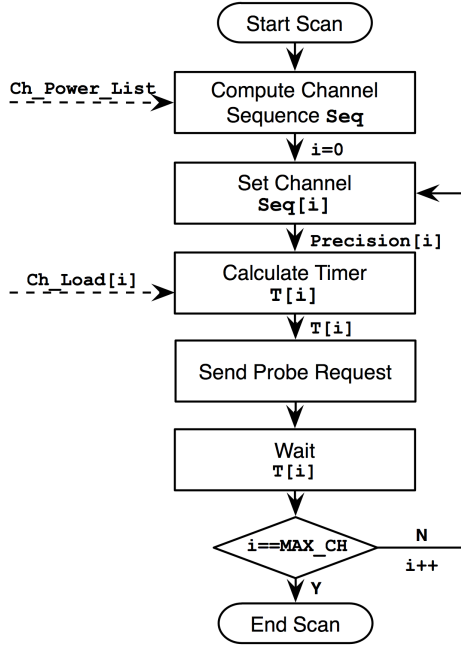 Start Scan
Ch_Power_List
Compute Channel
Sequence Seq
i=0
Set Channel
Seq[i]
Precision[i]
Ch_Load[i]
Calculate Timer
T[i]
T[i]
Send Probe Request
Wait
T[i]
i==MAX_CH
N
i++
Y
End Scan